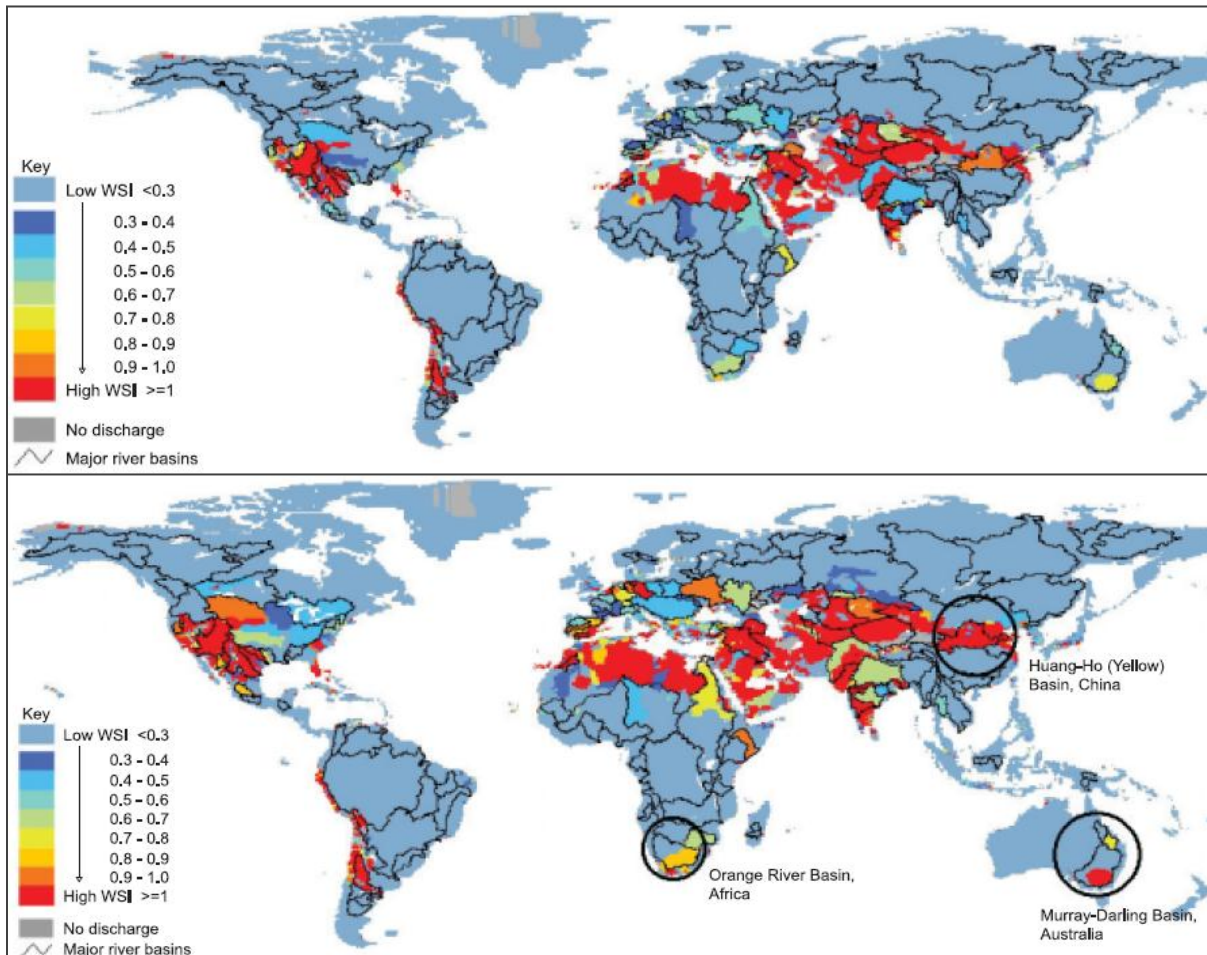 Key
Low WSI <0.3
0.3 - 0.4
0.4 - 0.5
0.5 - 0.6
0.6 - 0.7
0.7 - 0.8
0.8 - 0.9
0.9 - 1.0
High WSI >=1
No discharge
Major river basins
Huang-Ho (Yellow)
Basin, China
Key
Low WSI <0.3
0.3 - 0.4
0.4 - 0.5
0.5 - 0.6
0.6 - 0.7
0.7 - 0.8
0.8 - 0.9
0.9 - 1.0
High WSI >=1
No discharge
Major river basins
Orange River Basin,
Africa
Murray-Darling Basin,
Australia